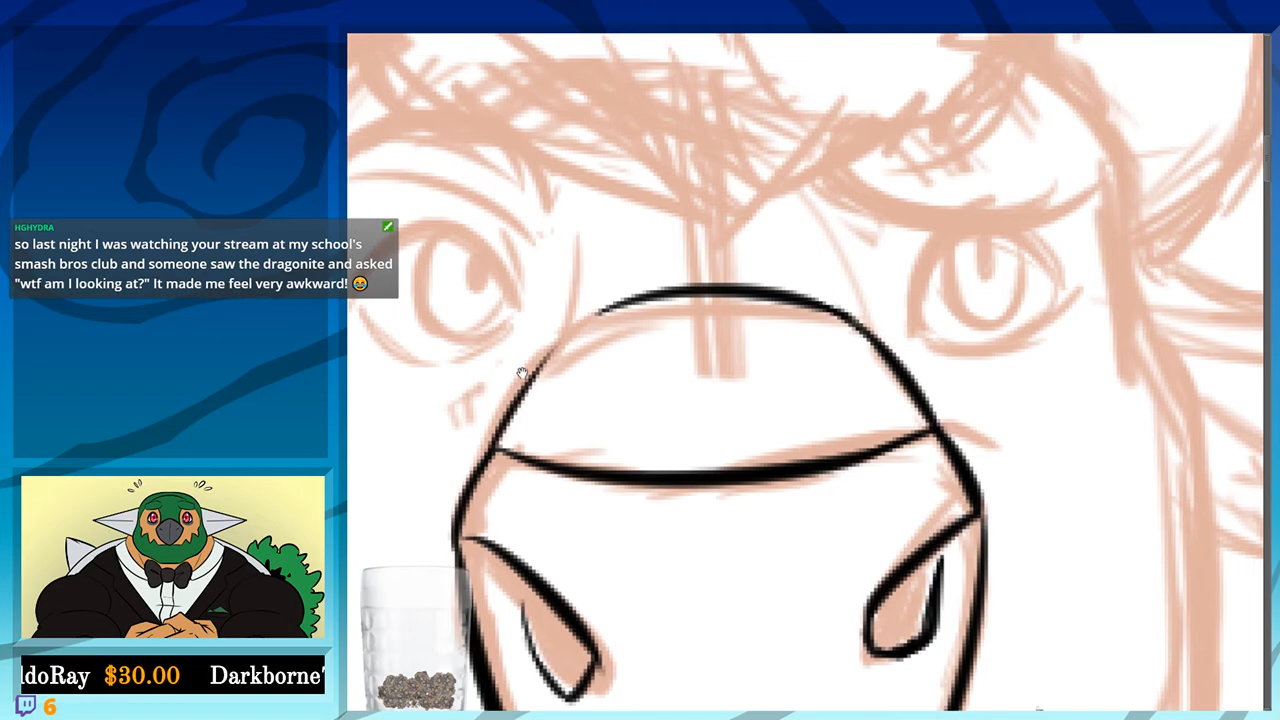 HGHYDRA
so last night I was watching your stream at my school's
smash bros club and someone saw the dragonite and asked
"wtf am I looking at?" It made me feel very awkward! 😂
ldoRay $30.00 Darkborne'
6